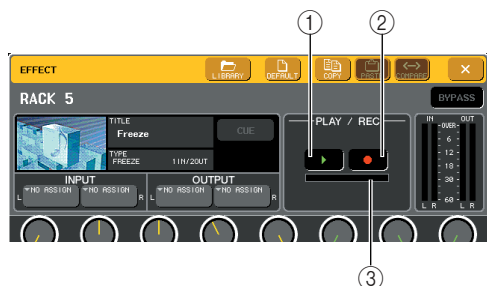 ① ②
EFFECT LIBRARY DEFAULT COPY PASTE COMPARE ×
RACK 5 BYPASS
TITLE
Freeze
CUE
TYPE
FREEZE 1IN/2OUT
PLAY / REC
IN OUT
OVER
6
12
18
30
60
L R L R
INPUT OUTPUT
L NO ASSIGN NO ASSIGN R L NO ASSIGN NO ASSIGN R
③